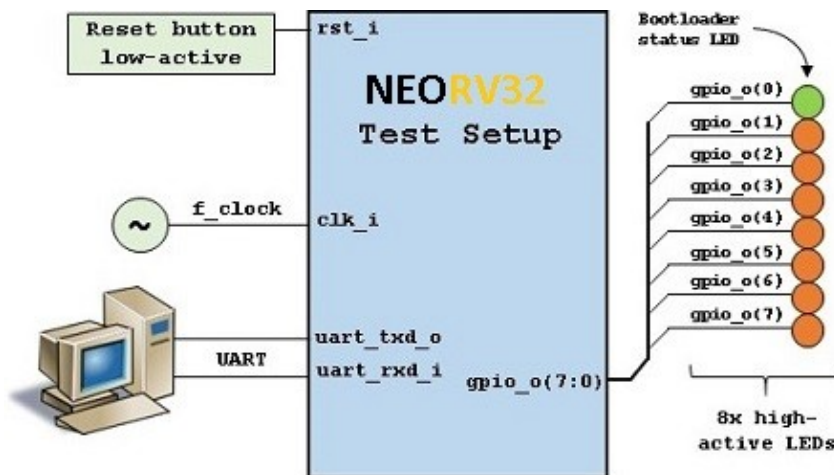 Reset button
low-active
rst_i
NEORV32
Test Setup
f_clock
~
clk_i
UART
uart_txd_o
uart_rxd_i
gpio_o(7:0)
Bootloader
status LED
gpio_o(0)
gpio_o(1)
gpio_o(2)
gpio_o(3)
gpio_o(4)
gpio_o(5)
gpio_o(6)
gpio_o(7)
8x high-
active LEDs